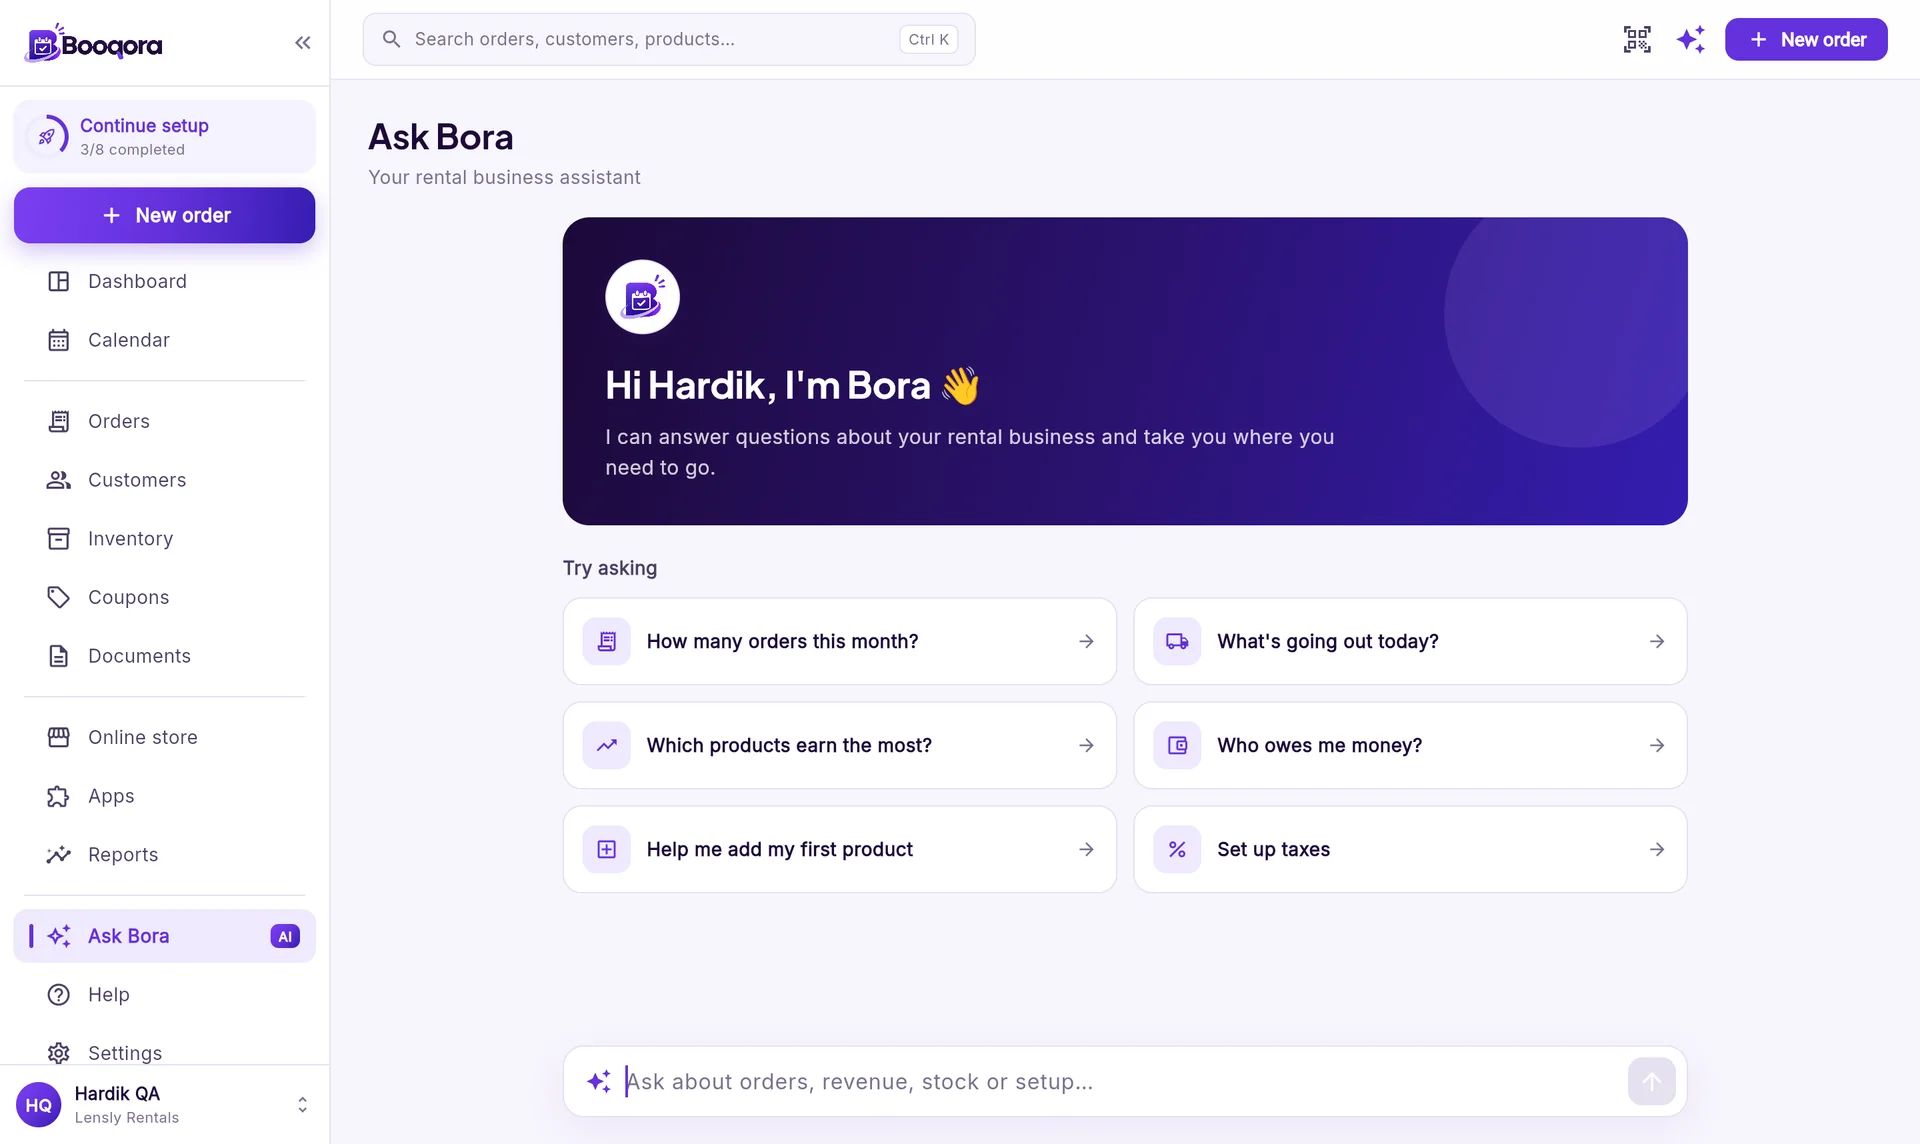 Booqora
Search orders, customers, products...
Ctrl K
New order
Continue setup
3/8 completed
New order
Dashboard
Calendar
Orders
Customers
Inventory
Coupons
Documents
Online store
Apps
Reports
Ask Bora
AI
Help
Settings
HQ
Hardik QA
Lensly Rentals
Ask Bora
Your rental business assistant
Hi Hardik, I'm Bora 👋
I can answer questions about your rental business and take you where you
need to go.
Try asking
How many orders this month?
What's going out today?
Which products earn the most?
Who owes me money?
Help me add my first product
Set up taxes
Ask about orders, revenue, stock or setup...